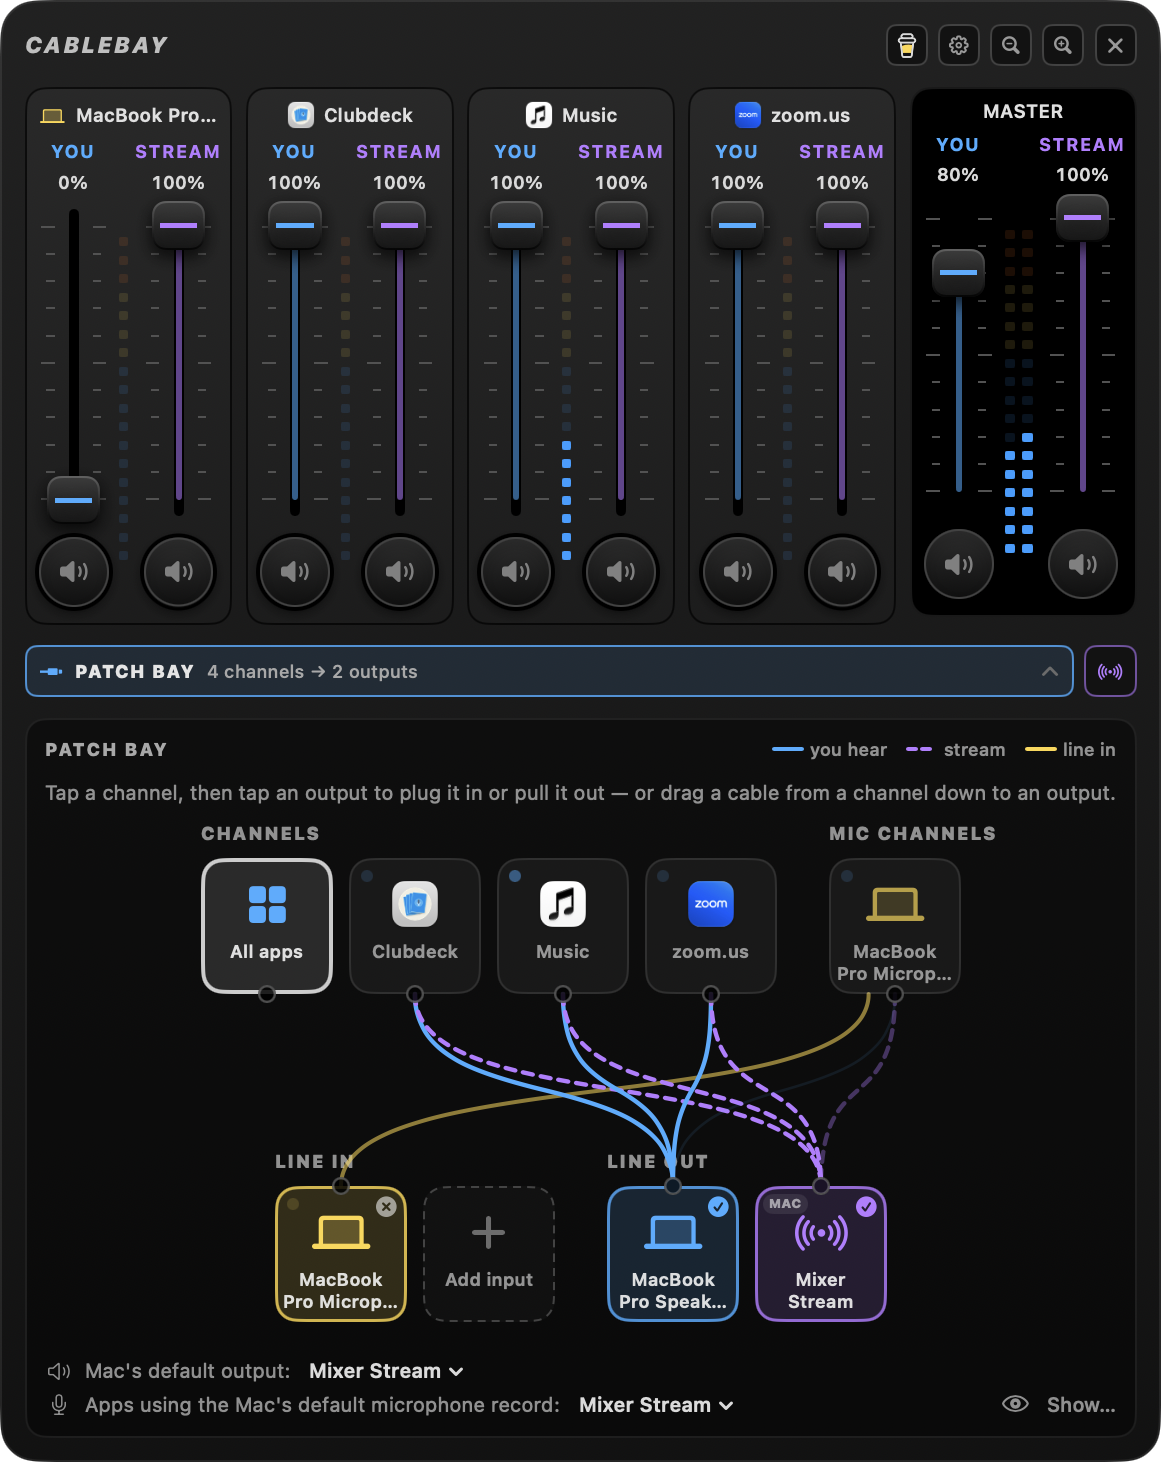 CABLEBAY
MacBook Pro...
YOU STREAM
0% 100%
Clubdeck
YOU STREAM
100% 100%
Music
YOU STREAM
100% 100%
zoom
zoom.us
YOU STREAM
100% 100%
MASTER
YOU STREAM
80% 100%
PATCH BAY 4 channels → 2 outputs
PATCH BAY
you hear stream line in
Tap a channel, then tap an output to plug it in or pull it out — or drag a cable from a channel down to an output.
CHANNELS
MIC CHANNELS
All apps
Clubdeck
Music
zoom
zoom.us
MacBook
Pro Microp...
LINE IN
LINE OUT
MacBook
Pro Microp...
Add input
MacBook
Pro Speak...
MAC
Mixer
Stream
Mac's default output: Mixer Stream
Apps using the Mac's default microphone record: Mixer Stream
Show...